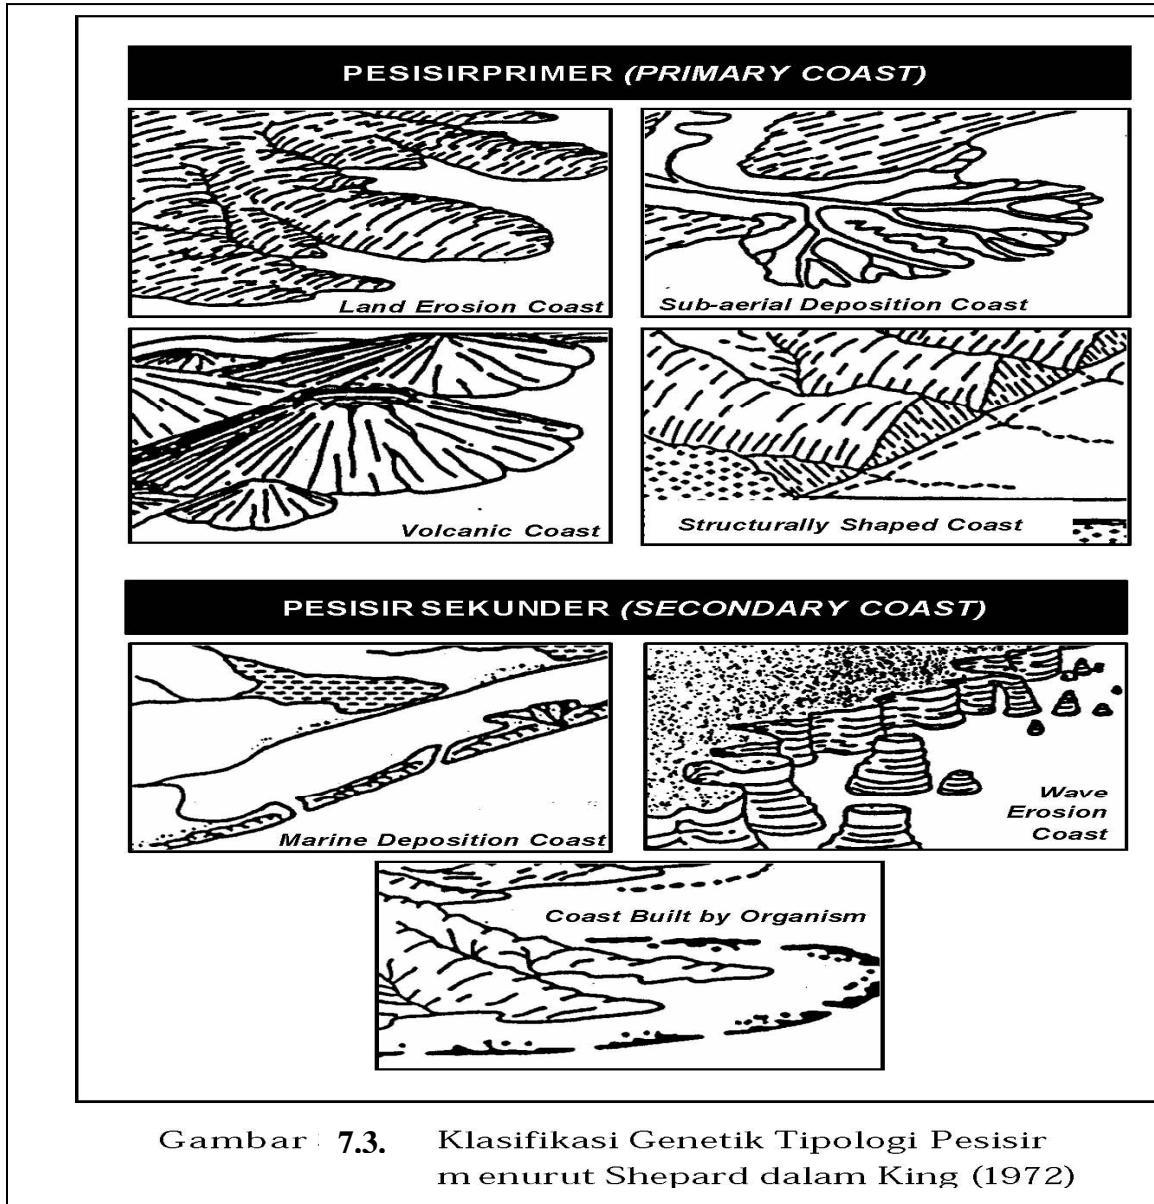 PESISIRPRIMER (PRIMARY COAST)
Land Erosion Coast
Sub-aerial Deposition Coast
Volcanic Coast
Structurally Shaped Coast
PESISIR SEKUNDER (SECONDARY COAST)
Marine Deposition Coast
Wave
Erosion
Coast
Coast Built by Organism
Gambar : 7.3. Klasifikasi Genetik Tipologi Pesisir
menurut Shepard dalam King (1972)